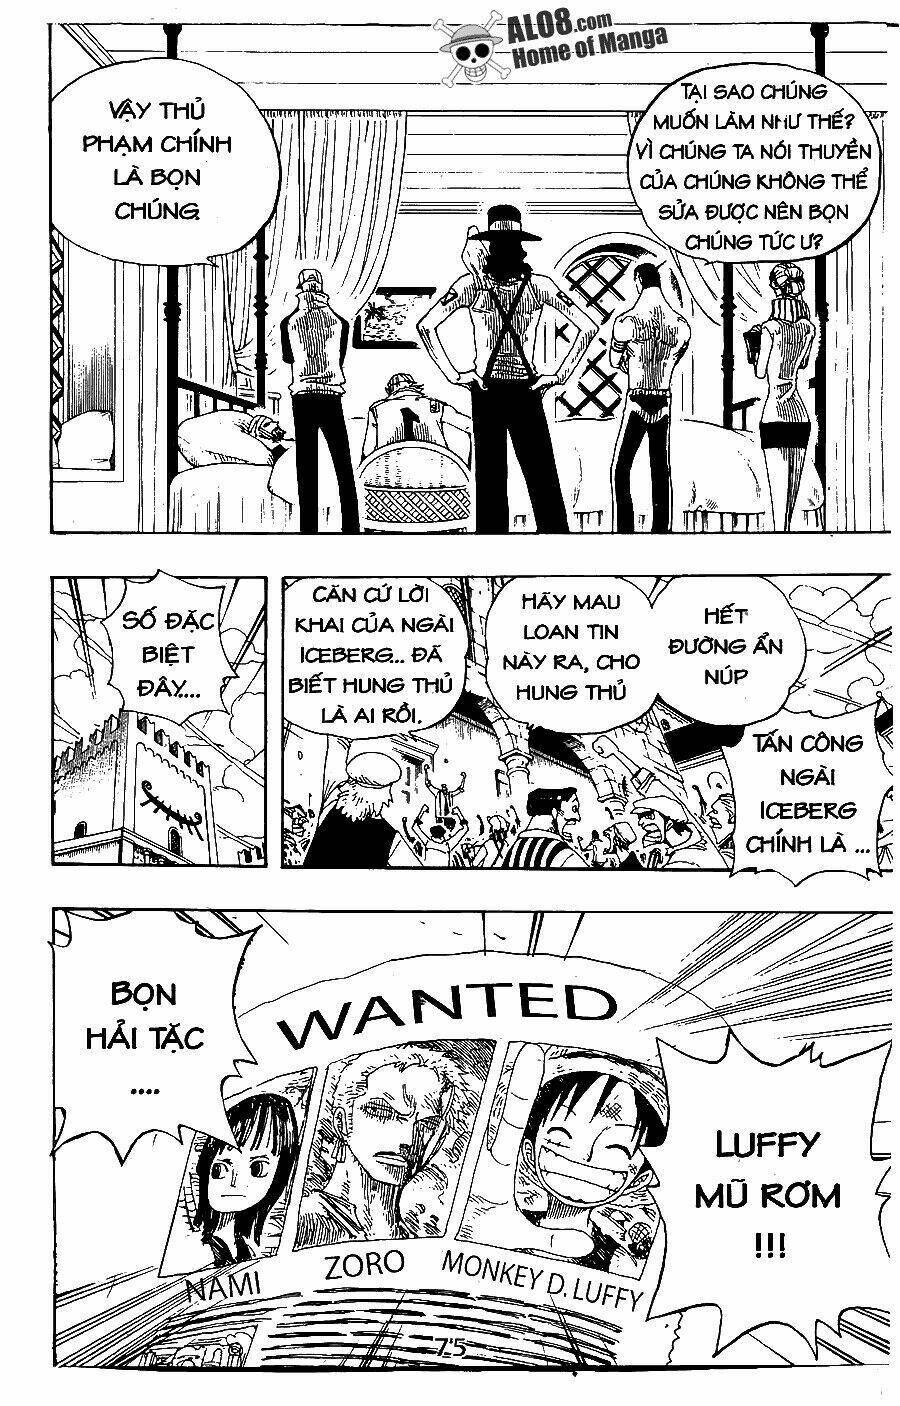 ALO8.com
Home of Manga
TẠI SAO CHÚNG
MUỐN LÀM NHƯ THẾ?
VÌ CHÚNG TA NÓI THUYỀN
CỦA CHÚNG KHÔNG THỂ
SỬA ĐƯỢC NÊN BỌN
CHÚNG TỨC Ư?
VẬY THỦ
PHẠM CHÍNH
LÀ BỌN
CHÚNG.
1
HẾT
ĐƯỜNG ẨN
NÚP
HÃY MAU
LOAN TIN
NÀY RA, CHO
HUNG THỦ
CĂN CỨ LỜI
KHAI CỦA NGÀI
ICEBERG... ĐÃ
BIẾT HUNG THỦ
LÀ AI RỒI.
TẤN CÔNG
NGÀI
ICEBERG
CHÍNH LÀ ...
SỐ ĐẶC
BIỆT
ĐÂY....
BỌN
HẢI TẶC
....
WANTED
LUFFY
MŨ RƠM
!!!
NAMI
ZORO
MONKEY D. LUFFY
75